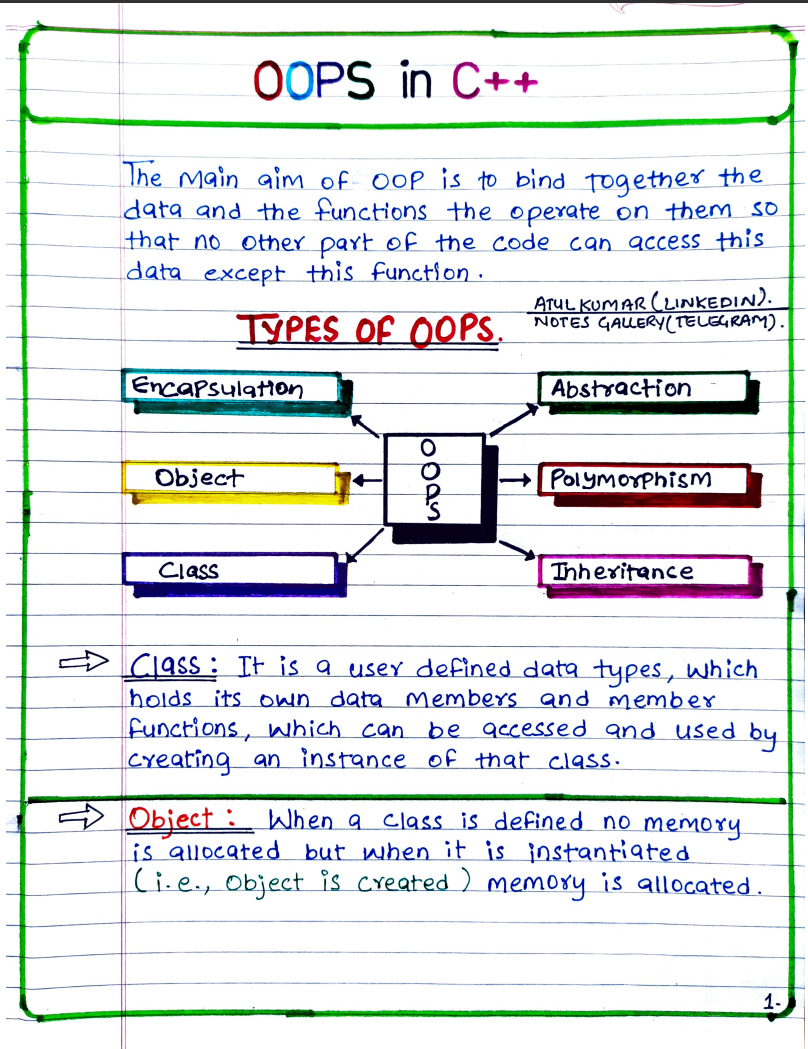 OOPS in C++
The Main aim of OOP is to bind together the
data and the functions the operate on them so
that no other part of the code can access this
data except this function.
ATUL KUMAR (LINKEDIN).
NOTES GALLERY (TELEGRAM).
TYPES OF OOPS.
Encapsulation
Abstraction
O
O
P
S
Object
Polymorphism
Class
Inheritance
Class: It is a user defined data types, which
holds its own data members and member
functions, which can be accessed and used by
creating an instance of that class.
Object: When a class is defined no memory
is allocated but when it is instantiated
(i.e., object is created) memory is allocated.
1.